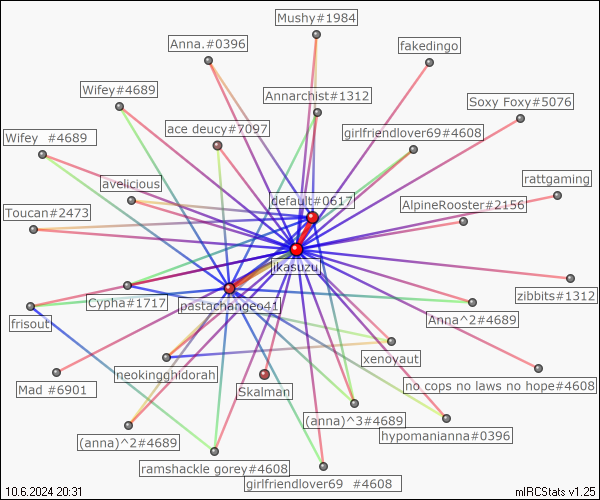 Mushy#1984
Anna.#0396
fakedingo
Wifey#4689
Annarchist#1312
Soxy Foxy#5076
ace deucy#7097
girlfriendlover69#4608
Wifey  #4689
avelicious
rattgaming
default#0617
AlpineRooster#2156
Toucan#2473
jkasuzu
zibbits#1312
Cypha#1717
pastachangeo41
Anna^2#4689
frisout
xenoyaut
neokingghidorah
no cops no laws no hope#4608
Mad #6901
Skalman
(anna)^3#4689
hypomanianna#0396
(anna)^2#4689
ramshackle gorey#4608
girlfriendlover69  #4608
10.6.2024 20:31
mIRCStats v1.25